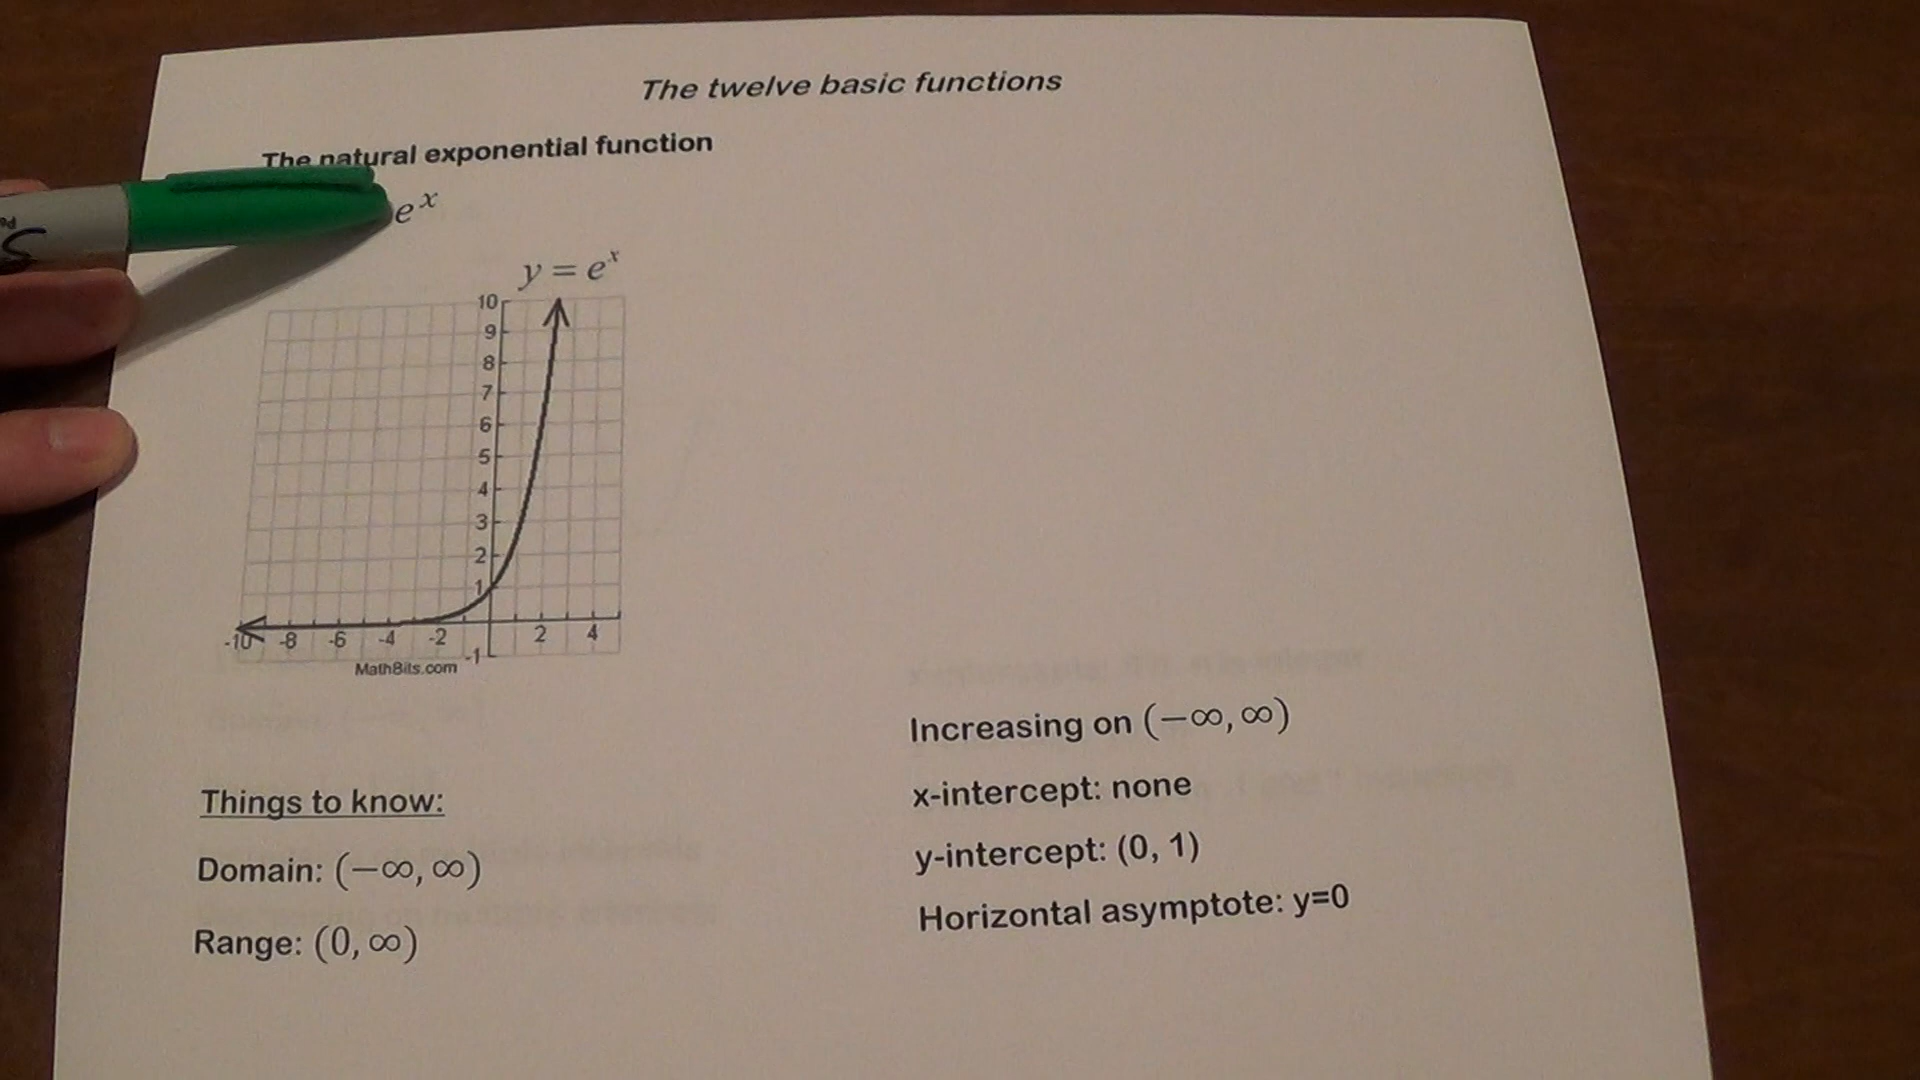 The twelve basic functions
The natural exponential function
e^x
y = e^x
10
9
8
7
6
5
4
3
2
1
-10 -8 -6 -4 -2 2 4
-1
MathBits.com
Things to know:
Domain: (−∞, ∞)
Range: (0, ∞)
Increasing on (−∞, ∞)
x-intercept: none
y-intercept: (0, 1)
Horizontal asymptote: y=0